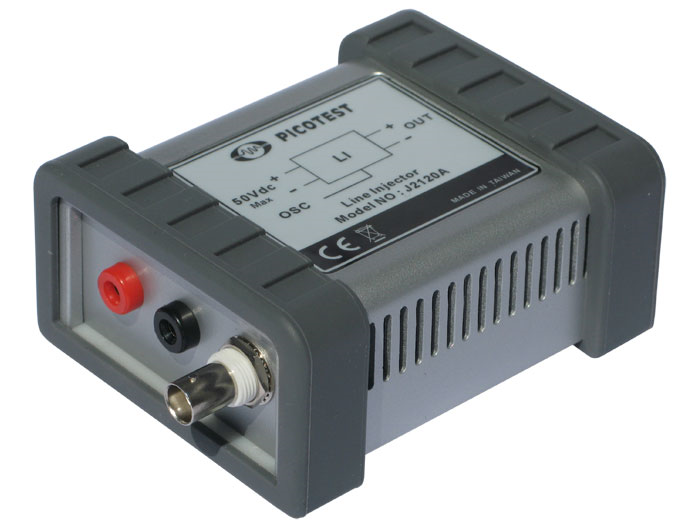 PICOTEST
50Vdc
Max
+
-
LI
+
-
OUT
OSC
Line Injector
Model NO : J2120A
CE
MADE IN TAIWAN